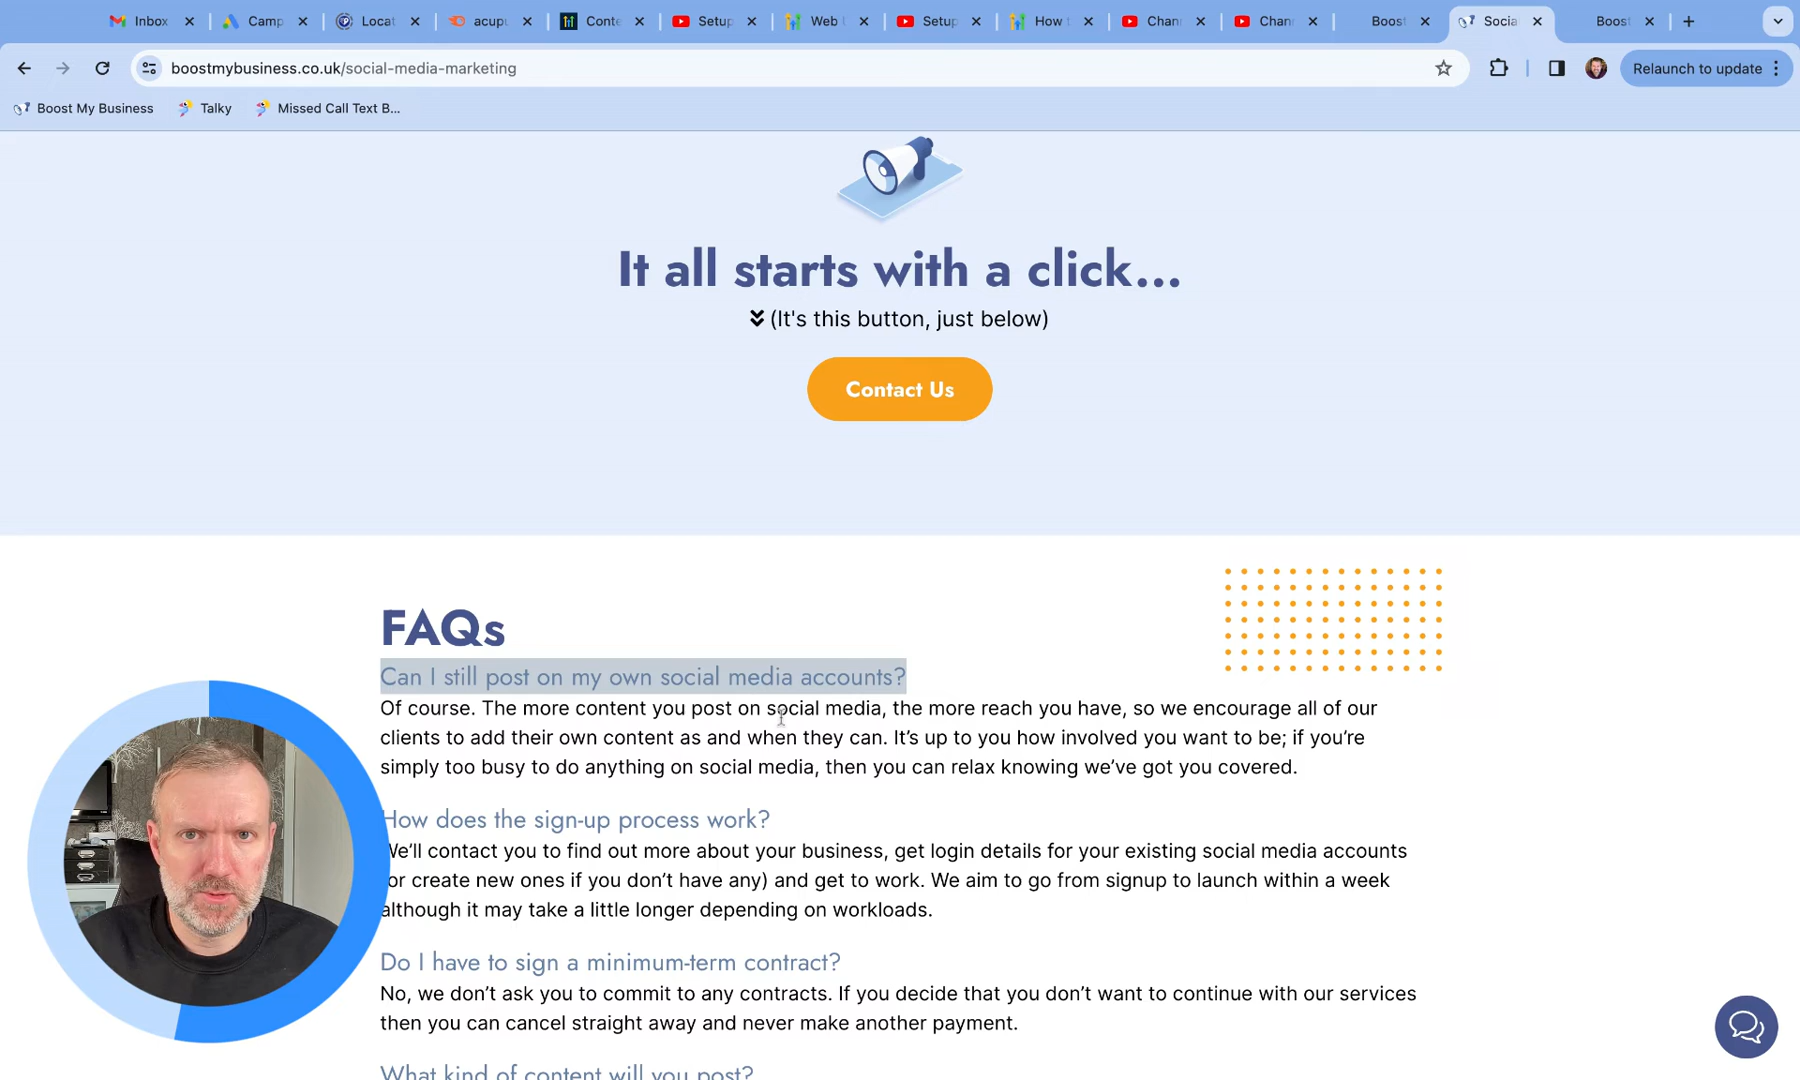 Inbox
Camp
Locat
acup
Conte
Setup
Web
Setup
How
Chan
Chan
Boost
Socia
Boost
boostmybusiness.co.uk/social-media-marketing
Relaunch to update
Boost My Business
Talky
Missed Call Text B...
It all starts with a click...
(It's this button, just below)
Contact Us
FAQs
Can I still post on my own social media accounts?
Of course. The more content you post on social media, the more reach you have, so we encourage all of our
clients to add their own content as and when they can. It’s up to you how involved you want to be; if you’re
simply too busy to do anything on social media, then you can relax knowing we’ve got you covered.
How does the sign-up process work?
We’ll contact you to find out more about your business, get login details for your existing social media accounts
or create new ones if you don’t have any) and get to work. We aim to go from signup to launch within a week
although it may take a little longer depending on workloads.
Do I have to sign a minimum-term contract?
No, we don’t ask you to commit to any contracts. If you decide that you don’t want to continue with our services
then you can cancel straight away and never make another payment.
What kind of content will you post?